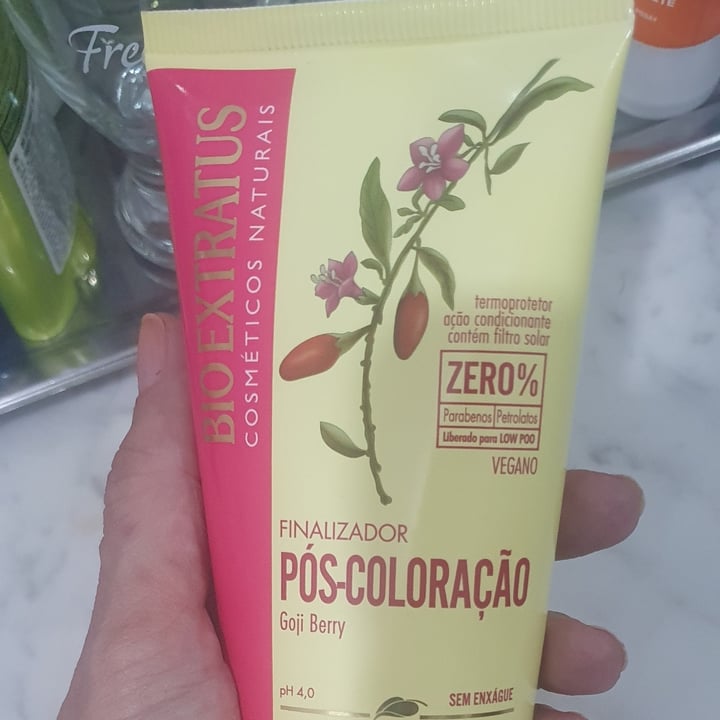 Fre
BIO EXTRATUS
COSMÉTICOS NATURAIS
termoprotetor
ação condicionante
contém filtro solar
ZERO%
Parabenos Petrolatos
Liberado para LOW POO
VEGANO
FINALIZADOR
PÓS-COLORAÇÃO
Goji Berry
pH 4,0
SEM ENXÁGUE